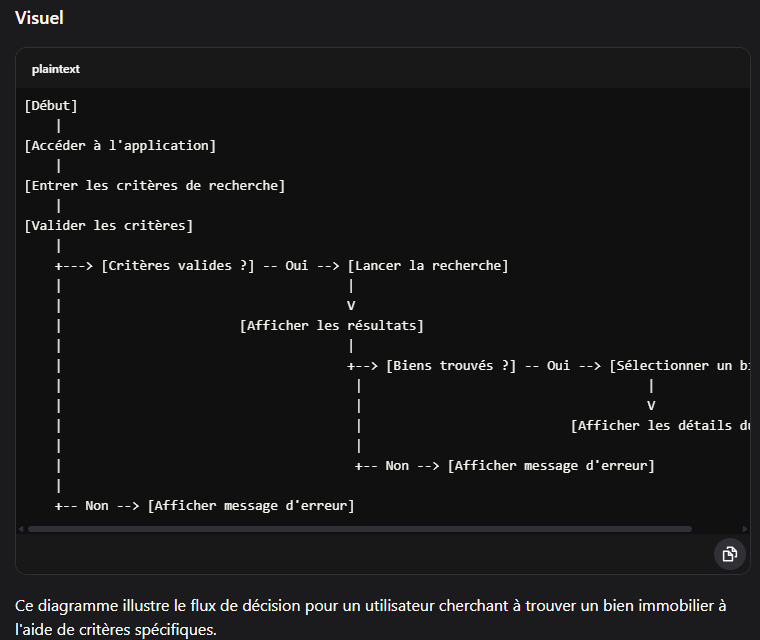 Visuel
plaintext
[Début]
|
[Accéder à l'application]
|
[Entrer les critères de recherche]
|
[Valider les critères]
|
+---> [Critères valides ?] -- Oui --> [Lancer la recherche]
| |
| V
| [Afficher les résultats]
| |
| +--> [Biens trouvés ?] -- Oui --> [Sélectionner un
| | |
| | V
| | [Afficher les détails
| |
| +-- Non --> [Afficher message d'erreur]
|
+-- Non --> [Afficher message d'erreur]
Ce diagramme illustre le flux de décision pour un utilisateur cherchant à trouver un bien immobilier à
l'aide de critères spécifiques.